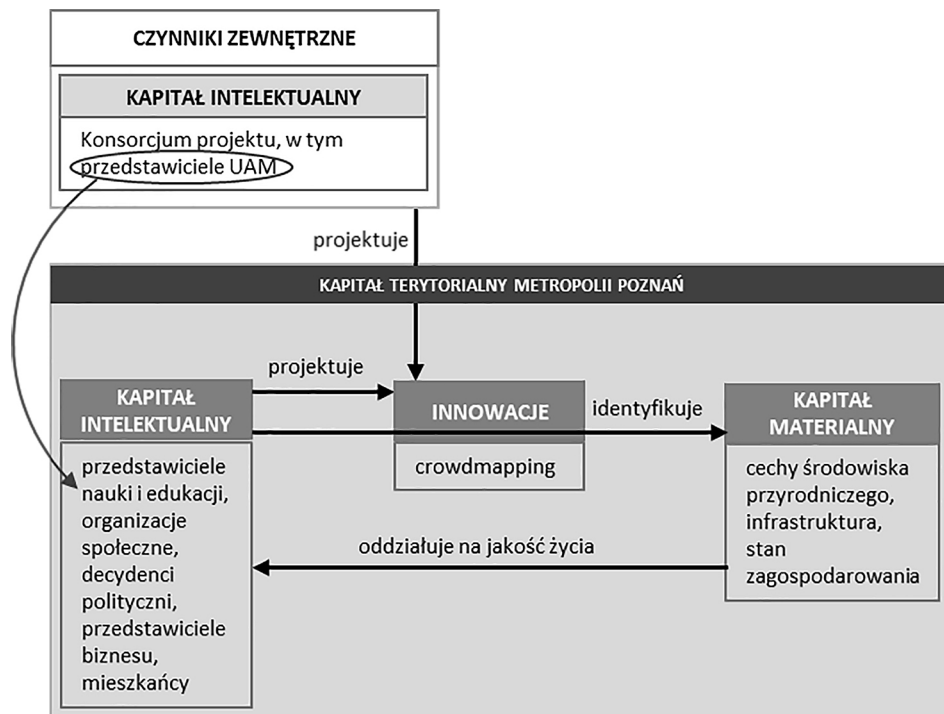 CZYNNIKI ZEWNĘTRZNE
KAPITAŁ INTELEKTUALNY
Konsorcjum projektu, w tym
przedstawiciele UAM
projektuje
KAPITAŁ TERYTORIALNY METROPOLII POZNAŃ
projektuje
KAPITAŁ
INTELEKTUALNY
przedstawiciele
nauki i edukacji,
organizacje
społeczne,
decydenci
polityczni,
przedstawiciele
biznesu,
mieszkańcy
INNOWACJE
crowdmapping
identyfikuje
KAPITAŁ
MATERIALNY
cechy środowiska
przyrodniczego,
infrastruktura,
stan
zagospodarowania
oddziałuje na jakość życia